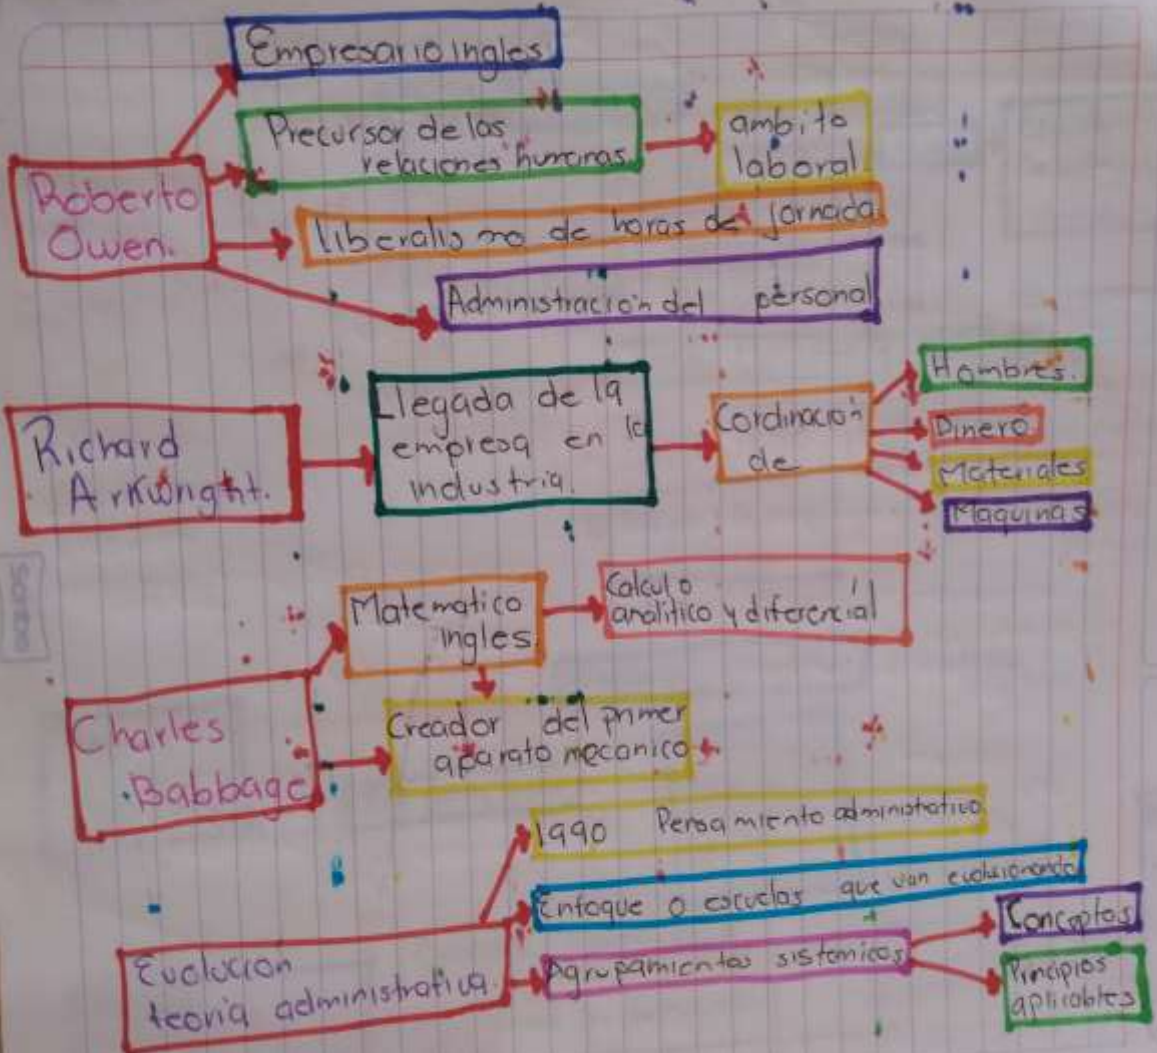 Empresario ingles
Precursor de las
relaciones humanas
ambito
laboral
Roberto
Owen.
liberalismo de horas de jornada
Administración del personal
Richard
Arkwright.
Llegada de la
empresa en la
industria.
Cordinación
de
Hombres.
Dinero
Materiales
Maquinas
Matematico
ingles.
Calculo
analitico y diferencial
Charles
Babbage
Creador del primer
aparato mecanico
1990 Pensamiento administrativo
Enfoque o escuelas que van evolucionando
Evolucion
teoria administrativa.
Agrupamientos sistemicos
Conceptos
Principios
aplicables
Scribe